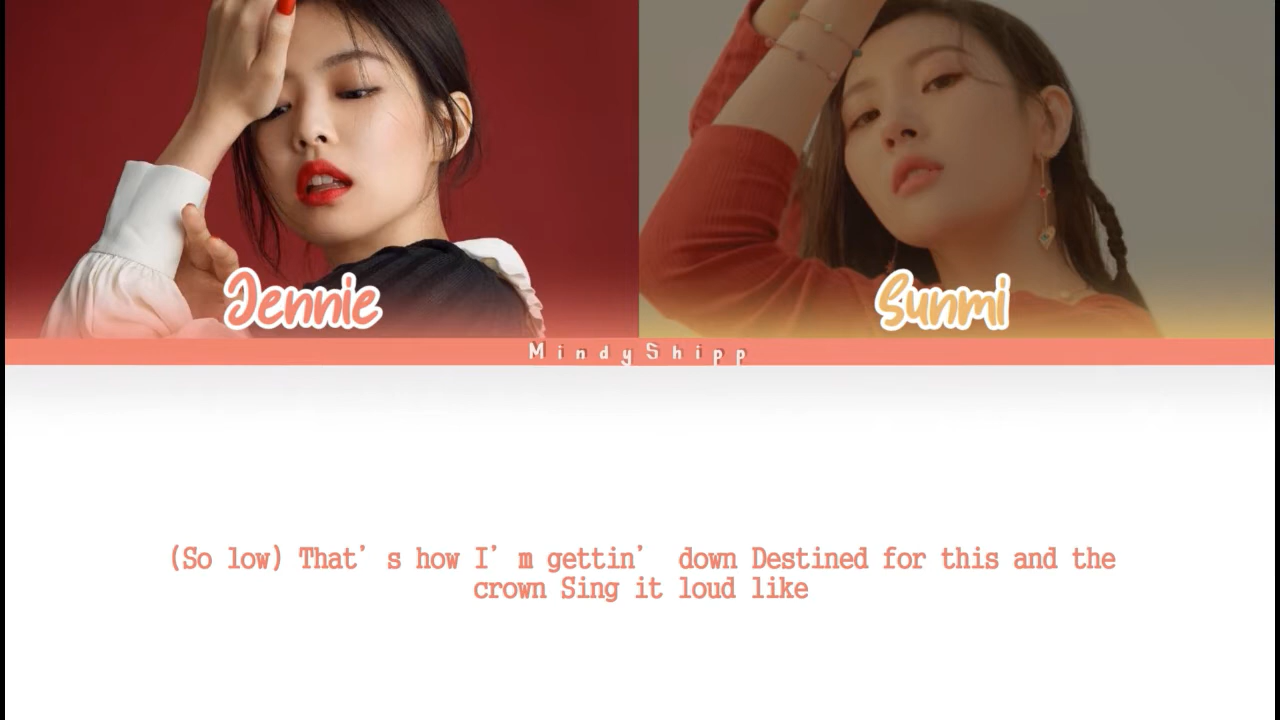 Jennie
Sunmi
MindyShipp
(So low) That’s how I’m gettin’ down Destined for this and the
crown Sing it loud like